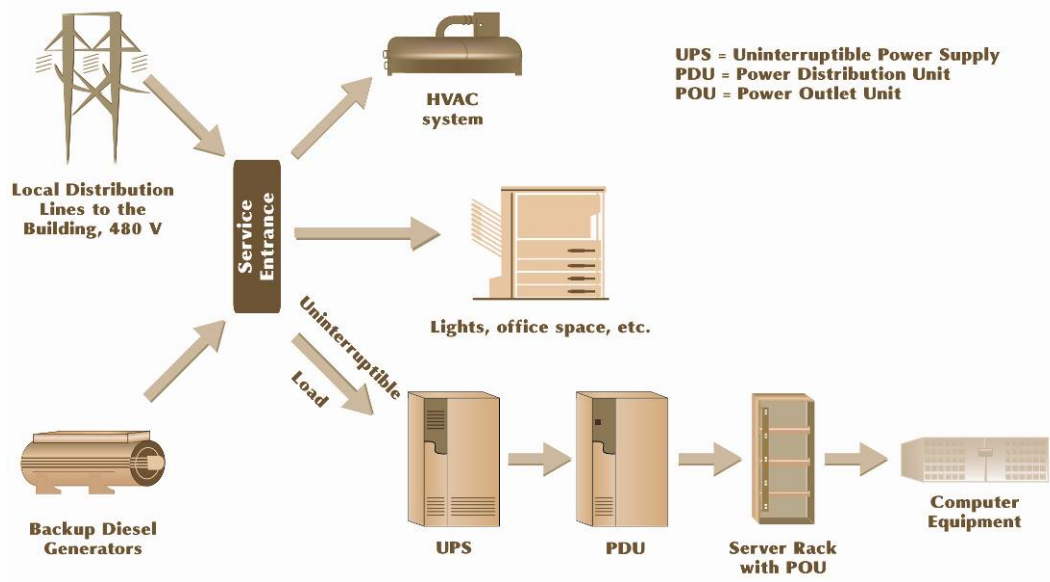 UPS = Uninterruptible Power Supply
PDU = Power Distribution Unit
POU = Power Outlet Unit
HVAC
system
Local Distribution
Lines to the
Building, 480 V
Service
Entrance
Lights, office space, etc.
Uninterruptible
Load
Backup Diesel
Generators
UPS
PDU
Server Rack
with POU
Computer
Equipment